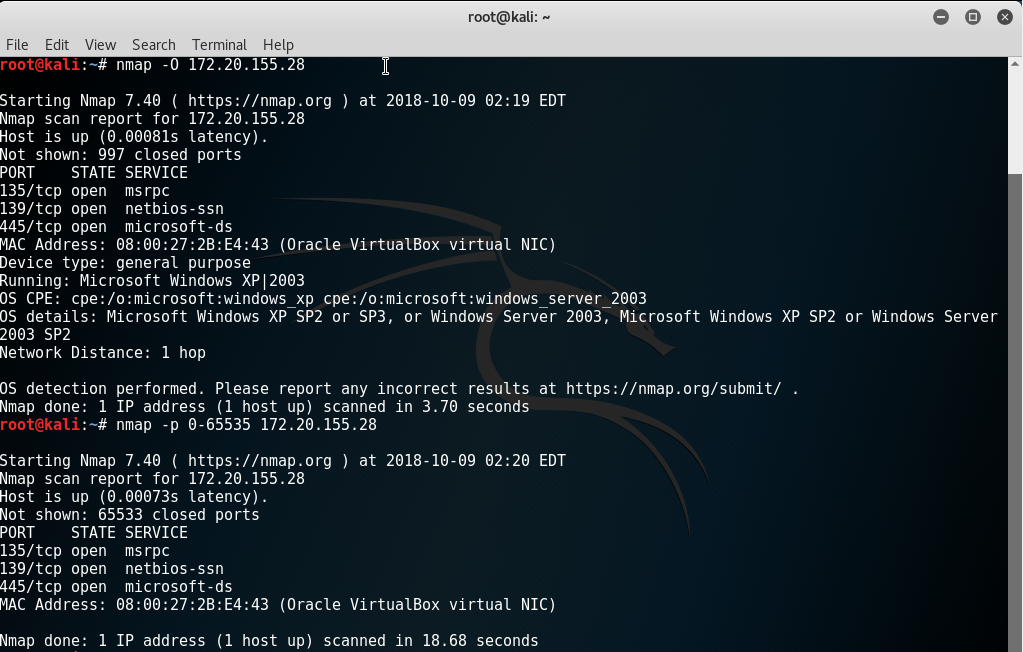 root@kali: ~
File Edit View Search Terminal Help
root@kali:~# nmap -O 172.20.155.28
Starting Nmap 7.40 ( https://nmap.org ) at 2018-10-09 02:19 EDT
Nmap scan report for 172.20.155.28
Host is up (0.00081s latency).
Not shown: 997 closed ports
PORT    STATE SERVICE
135/tcp open  msrpc
139/tcp open  netbios-ssn
445/tcp open  microsoft-ds
MAC Address: 08:00:27:2B:E4:43 (Oracle VirtualBox virtual NIC)
Device type: general purpose
Running: Microsoft Windows XP|2003
OS CPE: cpe:/o:microsoft:windows_xp cpe:/o:microsoft:windows_server_2003
OS details: Microsoft Windows XP SP2 or SP3, or Windows Server 2003, Microsoft Windows XP SP2 or Windows Server
2003 SP2
Network Distance: 1 hop
OS detection performed. Please report any incorrect results at https://nmap.org/submit/ .
Nmap done: 1 IP address (1 host up) scanned in 3.70 seconds
root@kali:~# nmap -p 0-65535 172.20.155.28
Starting Nmap 7.40 ( https://nmap.org ) at 2018-10-09 02:20 EDT
Nmap scan report for 172.20.155.28
Host is up (0.00073s latency).
Not shown: 65533 closed ports
PORT    STATE SERVICE
135/tcp open  msrpc
139/tcp open  netbios-ssn
445/tcp open  microsoft-ds
MAC Address: 08:00:27:2B:E4:43 (Oracle VirtualBox virtual NIC)
Nmap done: 1 IP address (1 host up) scanned in 18.68 seconds